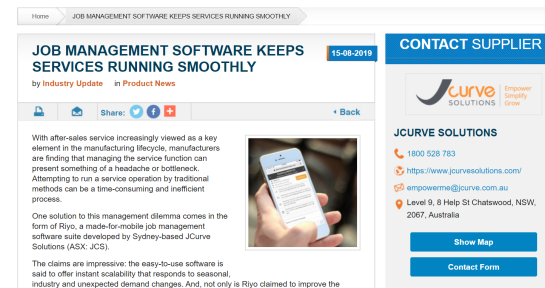 Home
JOB MANAGEMENT SOFTWARE KEEPS SERVICES RUNNING SMOOTHLY
JOB MANAGEMENT SOFTWARE KEEPS
SERVICES RUNNING SMOOTHLY
15-08-2019
by Industry Update in Product News
Share:
Back
With after-sales service increasingly viewed as a key
element in the manufacturing lifecycle, manufacturers
are finding that managing the service function can
present something of a headache or bottleneck.
Attempting to run a service operation by traditional
methods can be a time-consuming and inefficient
process.
One solution to this management dilemma comes in the
form of Riyo, a made-for-mobile job management
software suite developed by Sydney-based JCurve
Solutions (ASX: JCS).
The claims are impressive: the easy-to-use software is
said to offer instant scalability that responds to seasonal,
industry and unexpected demand changes. And, not only is Riyo claimed to improve the
CONTACT SUPPLIER
Jcurve
SOLUTIONS
Empower
Simplify
Grow
JCURVE SOLUTIONS
1800 528 783
https://www.jcurvesolutions.com/
empowerme@jcurve.com.au
Level 9, 8 Help St Chatswood, NSW,
2067, Australia
Show Map
Contact Form